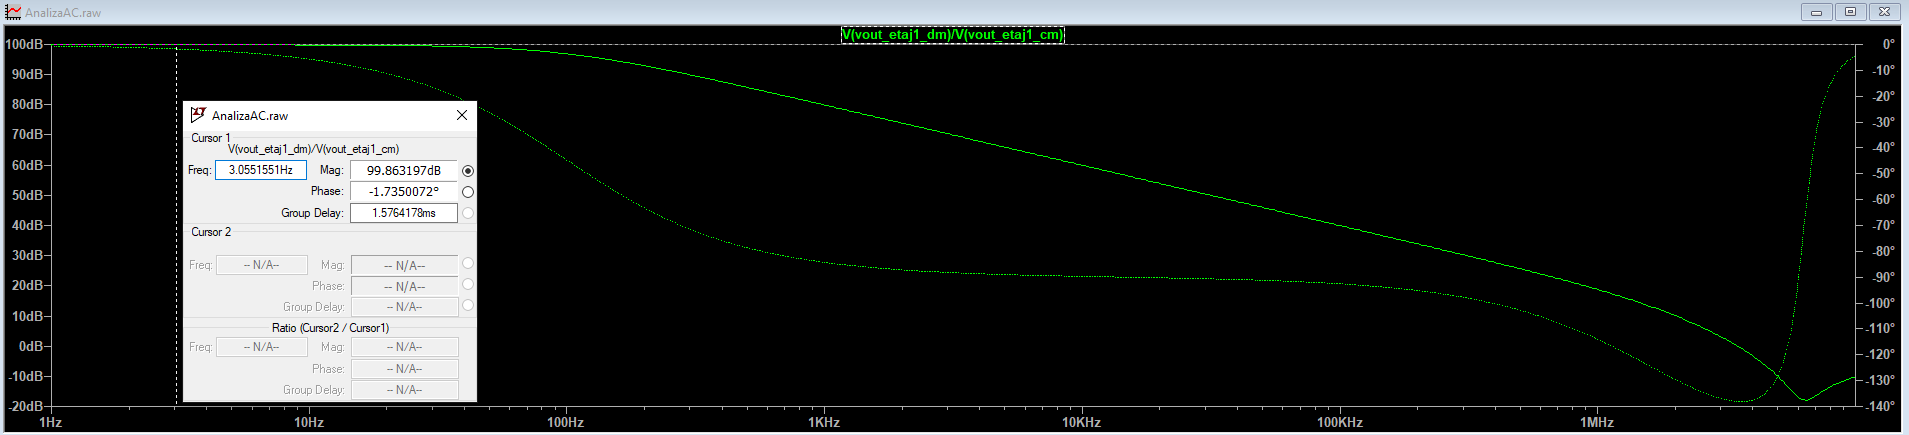 AnalizaAC.raw
V(vout_etaj1_dm)/V(vout_etaj1_cm)
100dB
90dB
80dB
70dB
60dB
50dB
40dB
30dB
20dB
10dB
0dB
-10dB
-20dB
0°
-10°
-20°
-30°
-40°
-50°
-60°
-70°
-80°
-90°
-100°
-110°
-120°
-130°
-140°
1Hz 10Hz 100Hz 1KHz 10KHz 100KHz 1MHz
AnalizaAC.raw
Cursor 1
V(vout_etaj1_dm)/V(vout_etaj1_cm)
Freq: 3.0551551Hz Mag: 99.863197dB
Phase: -1.7350072°
Group Delay: 1.5764178ms
Cursor 2
Freq: -- N/A-- Mag: -- N/A--
Phase: -- N/A--
Group Delay: -- N/A--
Ratio (Cursor2 / Cursor1)
Freq: -- N/A-- Mag: -- N/A--
Phase: -- N/A--
Group Delay: -- N/A--